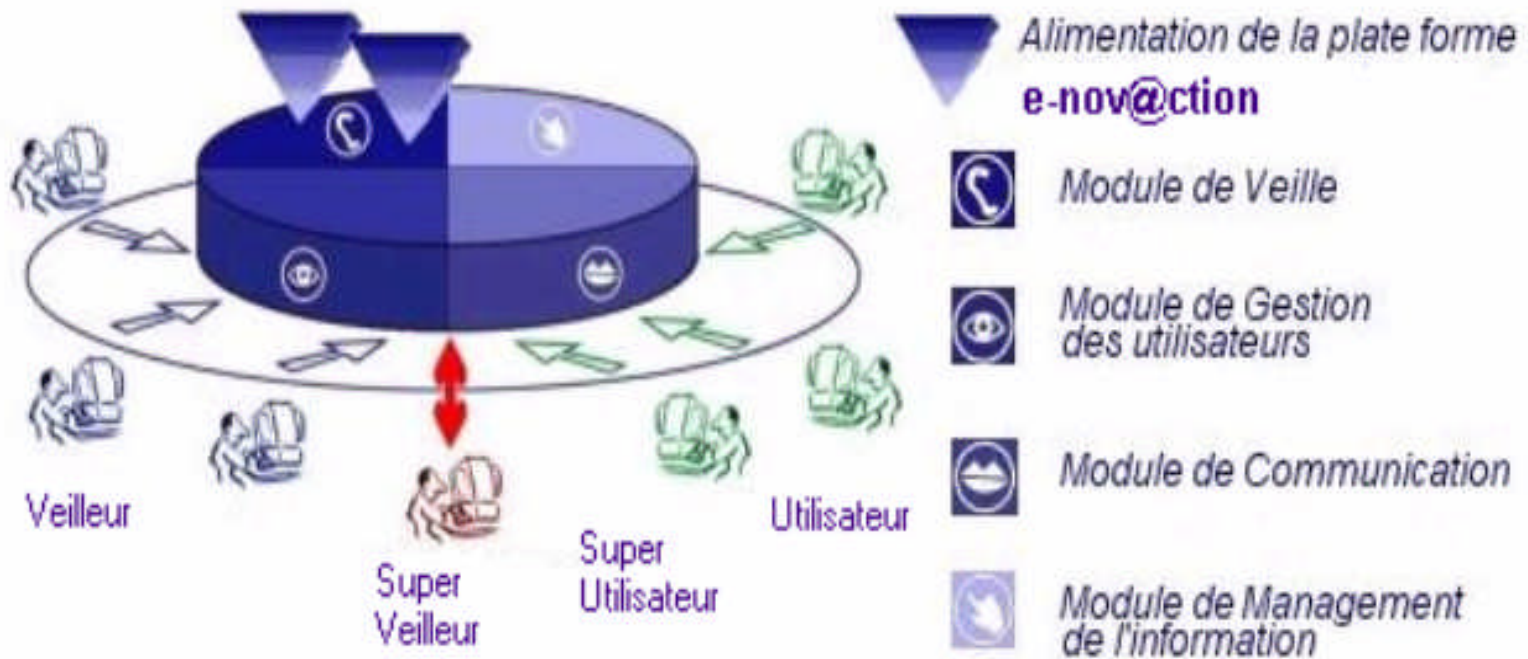 Alimentation de la plate forme
e-nov@ction
Module de Veille
Module de Gestion
des utilisateurs
Module de Communication
Module de Management
de l'information
Veilleur
Super
Veilleur
Super
Utilisateur
Utilisateur